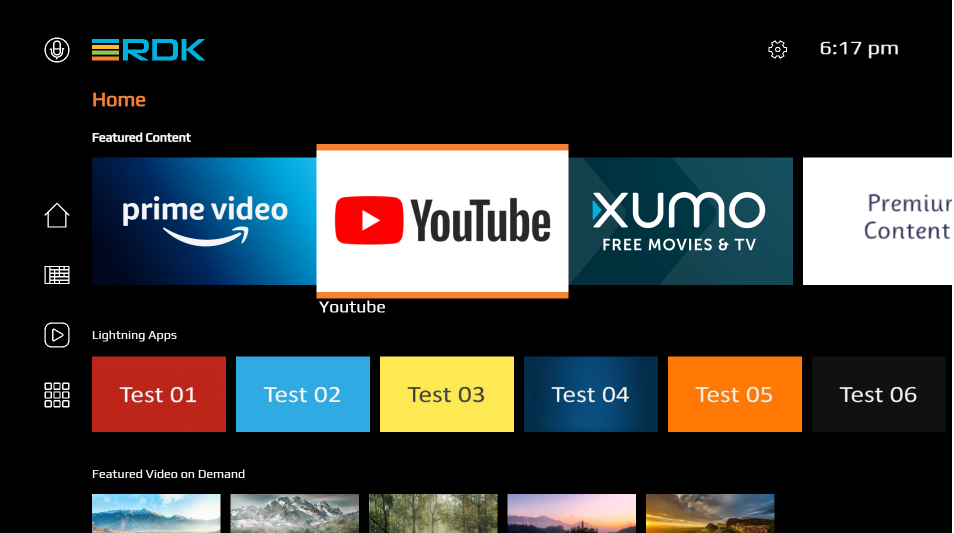 RDK
6:17 pm
Home
Featured Content
prime video
YouTube
XUMO
FREE MOVIES & TV
Content
Youtube
Lightning Apps
Test 01
Test 02
Test 03
Test 04
Test 05
Test 06
Featured Video on Demand